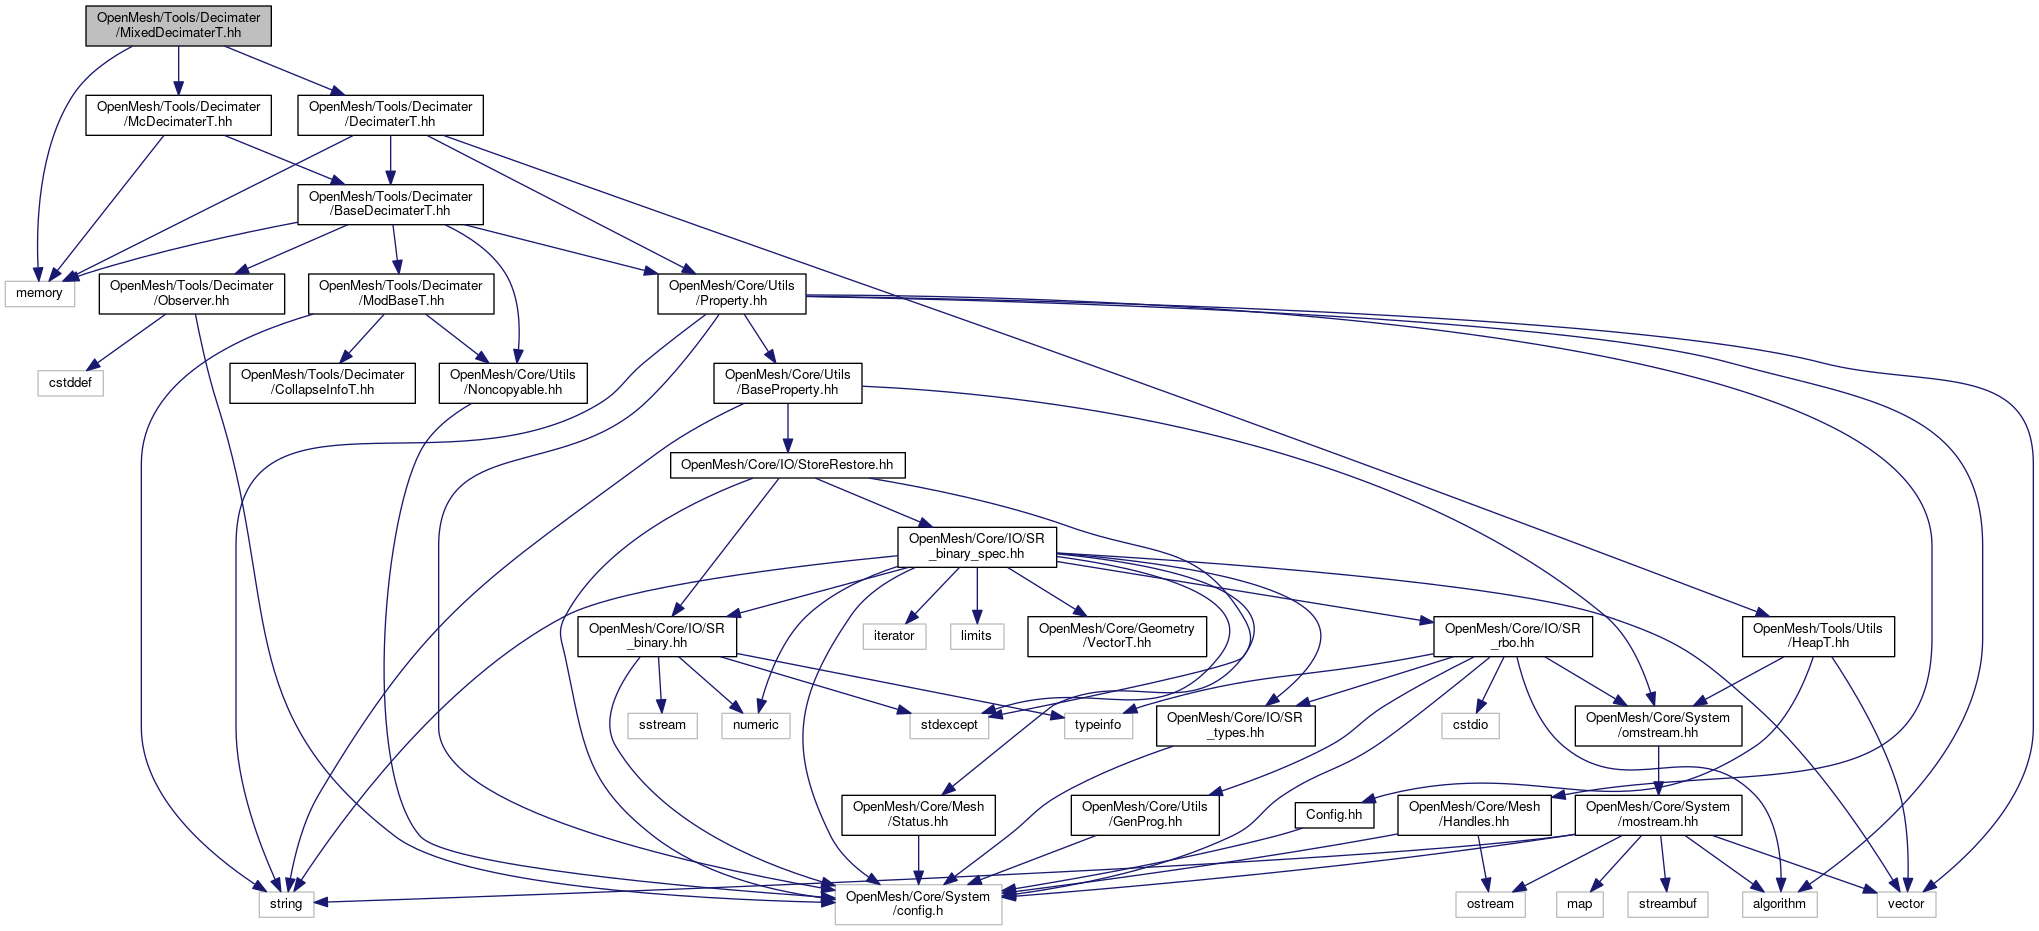 OpenMesh/Tools/Decimater
/MixedDecimaterT.hh
OpenMesh/Tools/Decimater
/McDecimaterT.hh
OpenMesh/Tools/Decimater
/DecimaterT.hh
OpenMesh/Tools/Decimater
/BaseDecimaterT.hh
memory
OpenMesh/Tools/Decimater
/Observer.hh
OpenMesh/Tools/Decimater
/ModBaseT.hh
OpenMesh/Core/Utils
/Property.hh
cstddef
OpenMesh/Tools/Decimater
/CollapseInfoT.hh
OpenMesh/Core/Utils
/Noncopyable.hh
OpenMesh/Core/Utils
/BaseProperty.hh
OpenMesh/Core/IO/StoreRestore.hh
OpenMesh/Core/IO/SR
_binary_spec.hh
OpenMesh/Core/IO/SR
_binary.hh
iterator
limits
OpenMesh/Core/Geometry
/VectorT.hh
OpenMesh/Core/IO/SR
_rbo.hh
OpenMesh/Tools/Utils
/HeapT.hh
sstream
numeric
stdexcept
typeinfo
OpenMesh/Core/IO/SR
_types.hh
cstdio
OpenMesh/Core/System
/omstream.hh
OpenMesh/Core/Mesh
/Status.hh
OpenMesh/Core/Utils
/GenProg.hh
Config.hh
OpenMesh/Core/Mesh
/Handles.hh
OpenMesh/Core/System
/mostream.hh
string
OpenMesh/Core/System
/config.h
ostream
map
streambuf
algorithm
vector